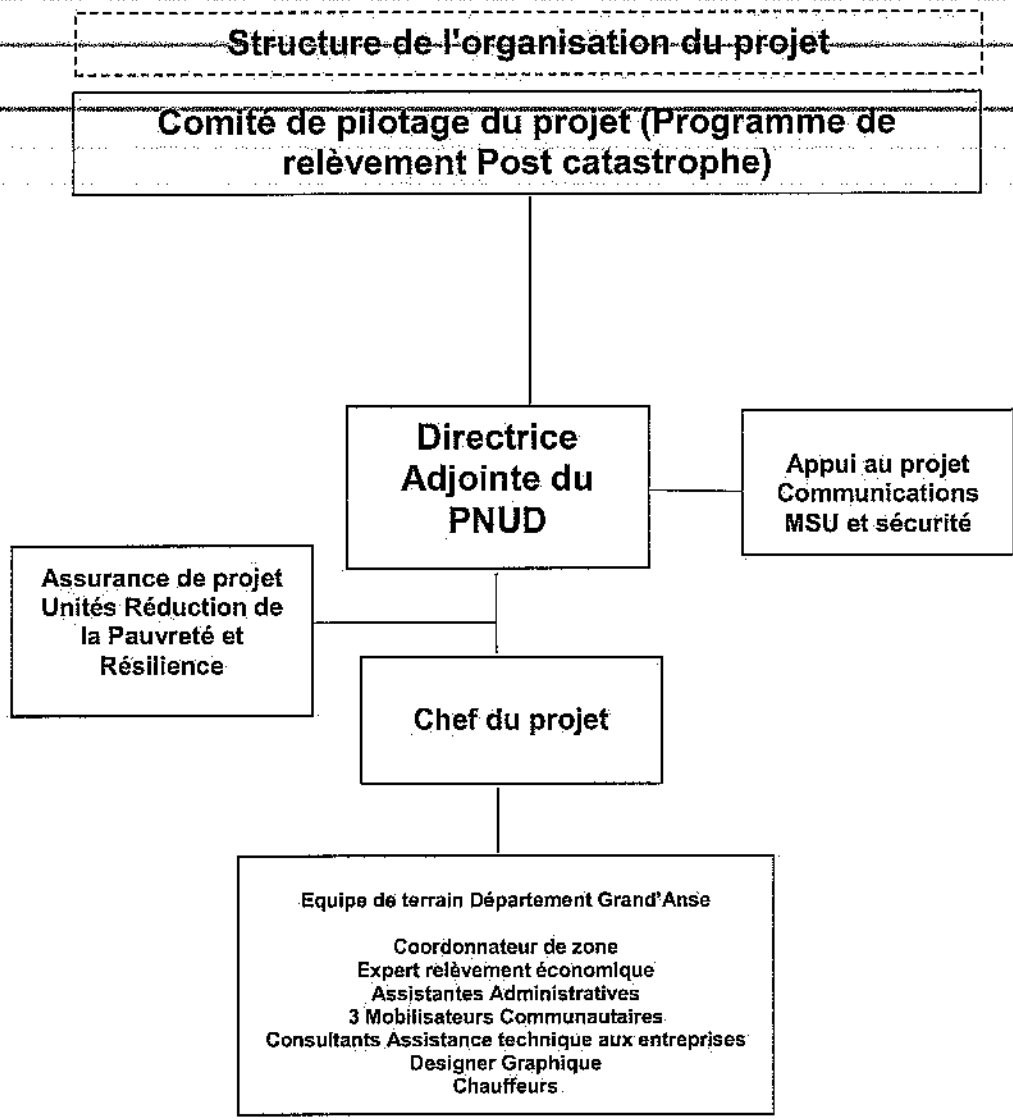 Structure de l'organisation du projet
Comité de pilotage du projet (Programme de
relèvement Post catastrophe)
Directrice
Adjointe du
PNUD
Appui au projet
Communications
MSU et sécurité
Assurance de projet
Unités Réduction de
la Pauvreté et
Résilience
Chef du projet
Equipe de terrain Département Grand'Anse
Coordonnateur de zone
Expert relèvement économique
Assistantes Administratives
3 Mobilisateurs Communautaires
Consultants Assistance technique aux entreprises
Designer Graphique
Chauffeurs